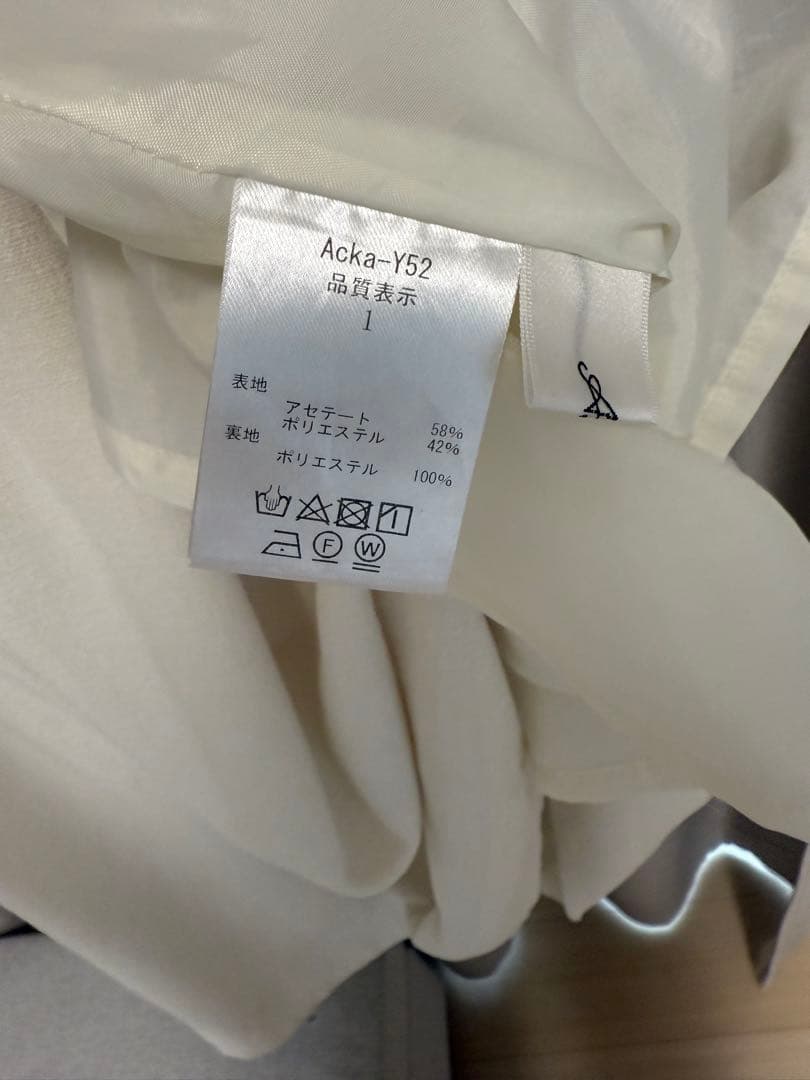 Acka-Y52
品質表示
1
表地
アセテート 58%
ポリエステル 42%
裏地
ポリエステル 100%
F W